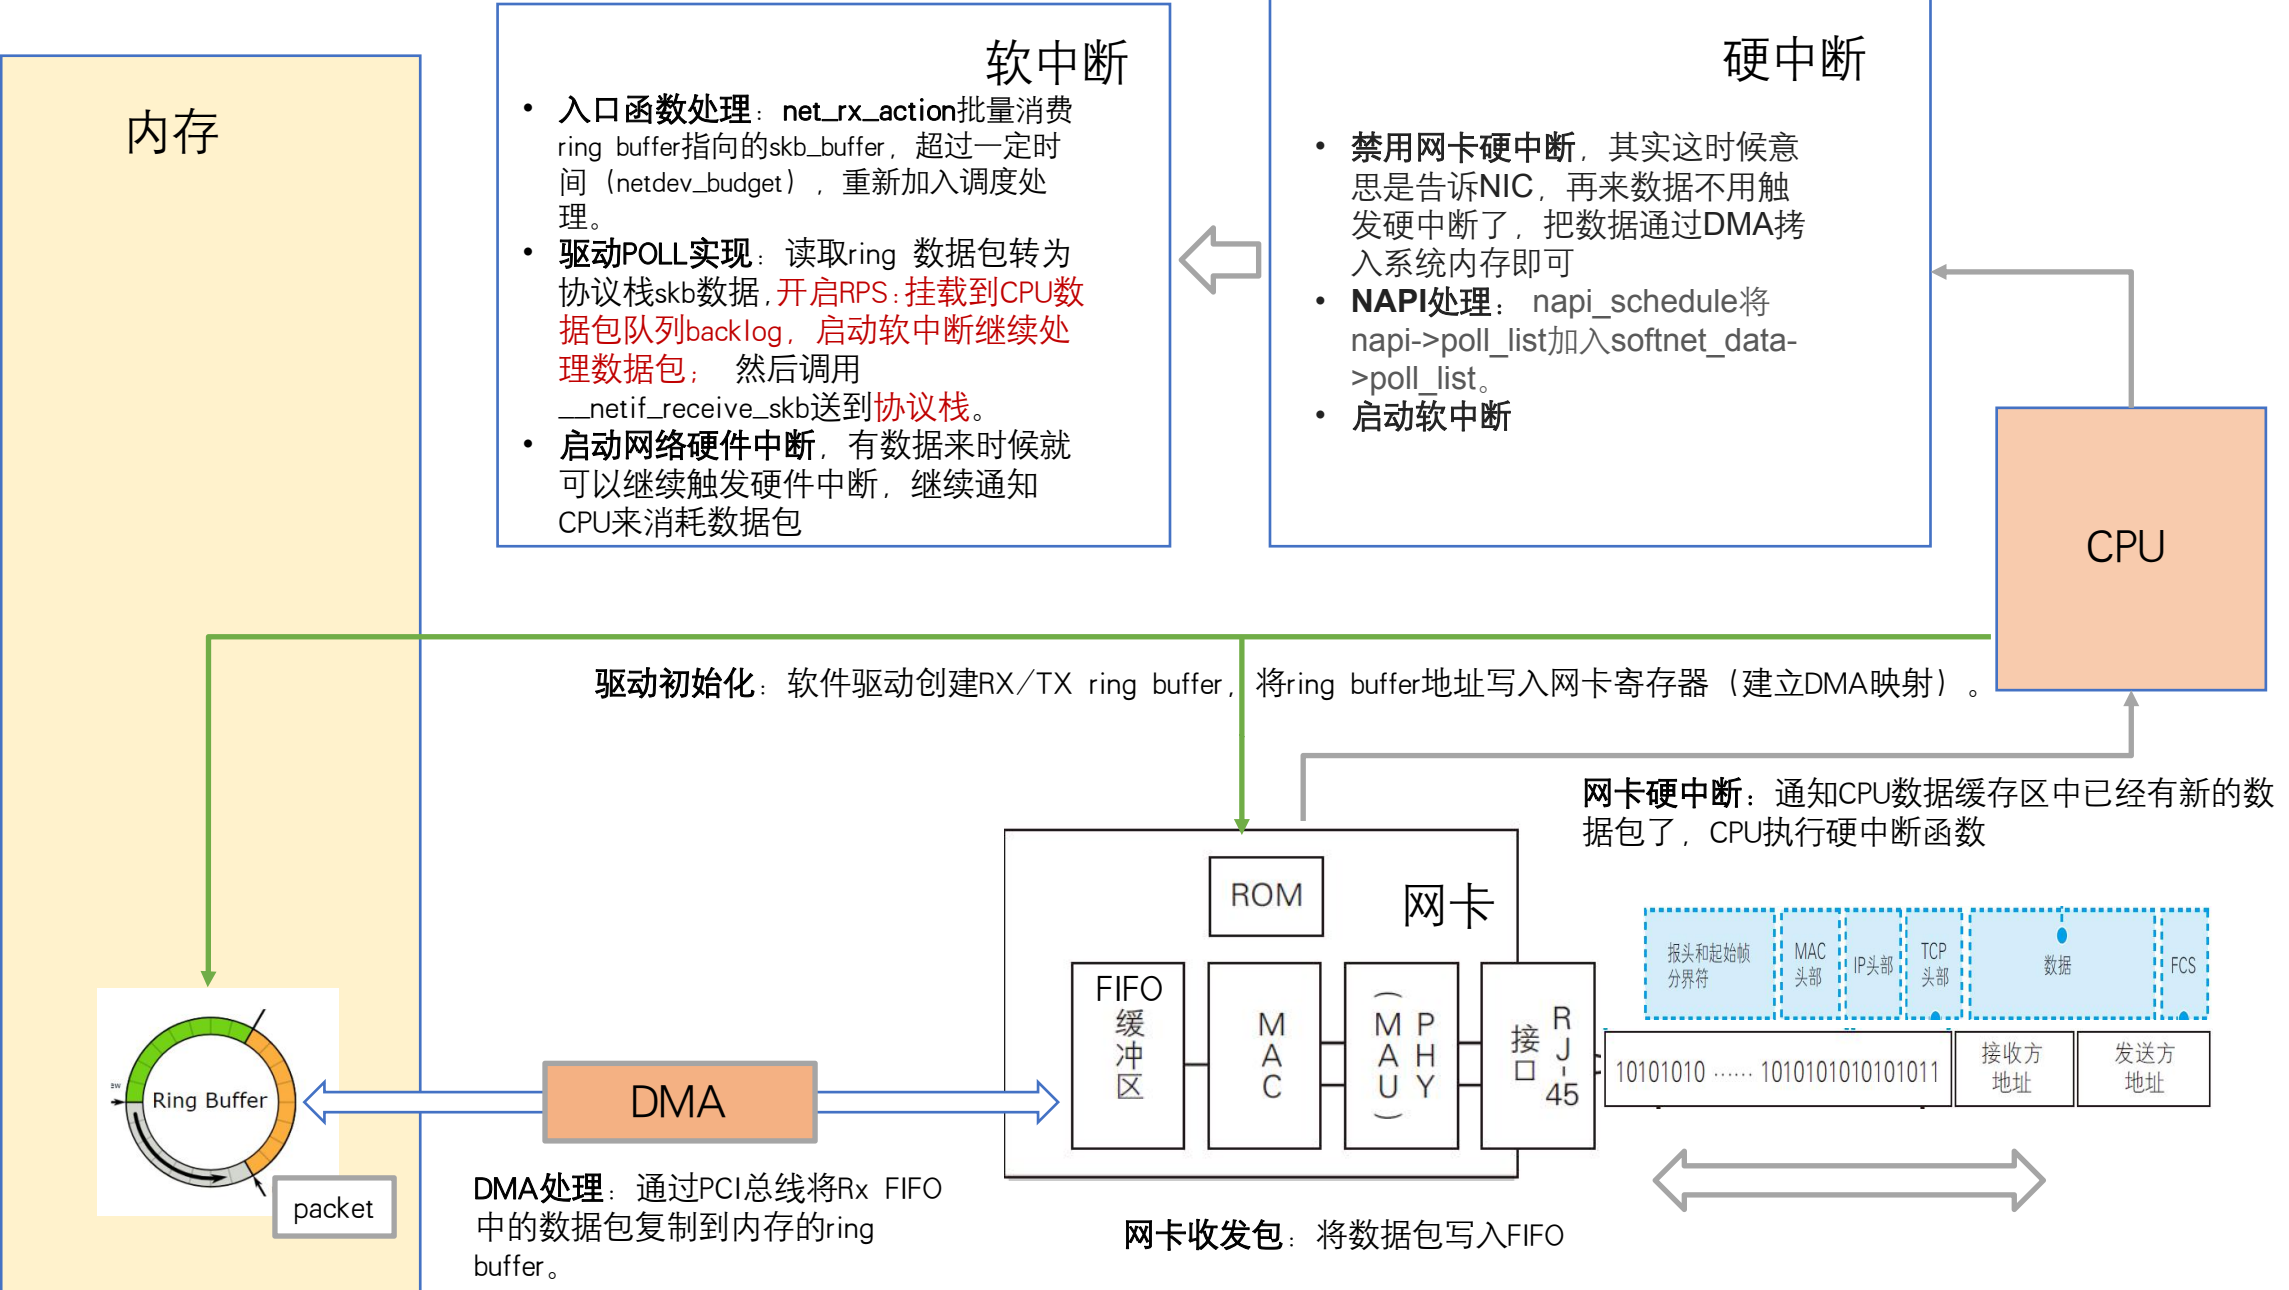 内存
软中断
• 入口函数处理：net_rx_action批量消费
ring buffer指向的skb_buffer，超过一定时
间（netdev_budget），重新加入调度处
理。
• 驱动POLL实现：读取ring 数据包转为
协议栈skb数据,开启RPS:挂载到CPU数
据包队列backlog，启动软中断继续处
理数据包； 然后调用
__netif_receive_skb送到协议栈。
• 启动网络硬件中断，有数据来时候就
可以继续触发硬件中断，继续通知
CPU来消耗数据包
硬中断
• 禁用网卡硬中断，其实这时候意
思是告诉NIC，再来数据不用触
发硬中断了，把数据通过DMA拷
入系统内存即可
• NAPI处理： napi_schedule将
napi->poll_list加入softnet_data-
>poll_list。
• 启动软中断
CPU
驱动初始化：软件驱动创建RX/TX ring buffer，将ring buffer地址写入网卡寄存器（建立DMA映射）。
网卡硬中断：通知CPU数据缓存区中已经有新的数
据包了，CPU执行硬中断函数
ROM
网卡
FIFO
缓冲区
MAC
PHY
(MAU)
RJ-45
接口
报头和起始帧
分界符
MAC
头部
IP头部
TCP
头部
数据
FCS
10101010 ⋯⋯ 1010101010101011
接收方
地址
发送方
地址
Ring Buffer
packet
DMA
DMA处理：通过PCI总线将Rx FIFO
中的数据包复制到内存的ring
buffer。
网卡收发包：将数据包写入FIFO